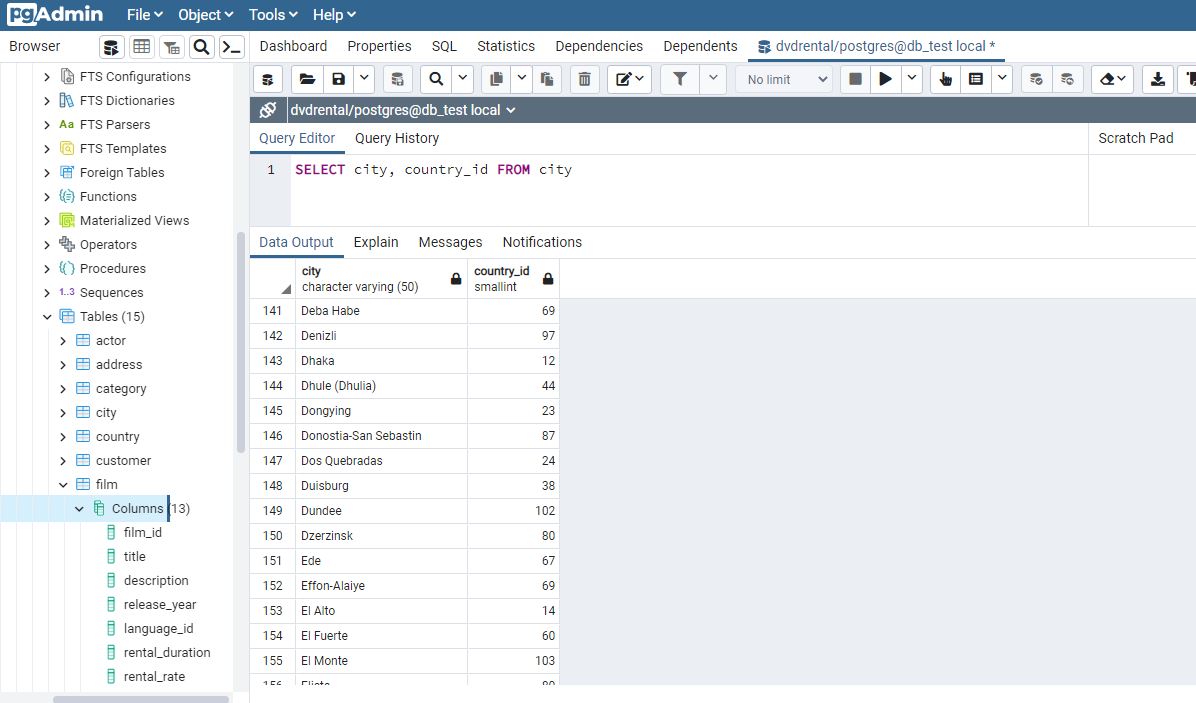 pgAdmin File Object Tools Help
Browser
Dashboard Properties SQL Statistics Dependencies Dependents dvdrental/postgres@db_test local *
No limit
dvdrental/postgres@db_test local
Query Editor Query History Scratch Pad
1 SELECT city, country_id FROM city
Data Output Explain Messages Notifications
city country_id
character varying (50) smallint
141 Deba Habe 69
142 Denizli 97
143 Dhaka 12
144 Dhule (Dhulia) 44
145 Dongying 23
146 Donostia-San Sebastin 87
147 Dos Quebradas 24
148 Duisburg 38
149 Dundee 102
150 Dzerzinsk 80
151 Ede 67
152 Effon-Alaiye 69
153 El Alto 14
154 El Fuerte 60
155 El Monte 103
FTS Configurations
FTS Dictionaries
Aa FTS Parsers
FTS Templates
Foreign Tables
Functions
Materialized Views
Operators
Procedures
1..3 Sequences
Tables (15)
actor
address
category
city
country
customer
film
Columns (13)
film_id
title
description
release_year
language_id
rental_duration
rental_rate